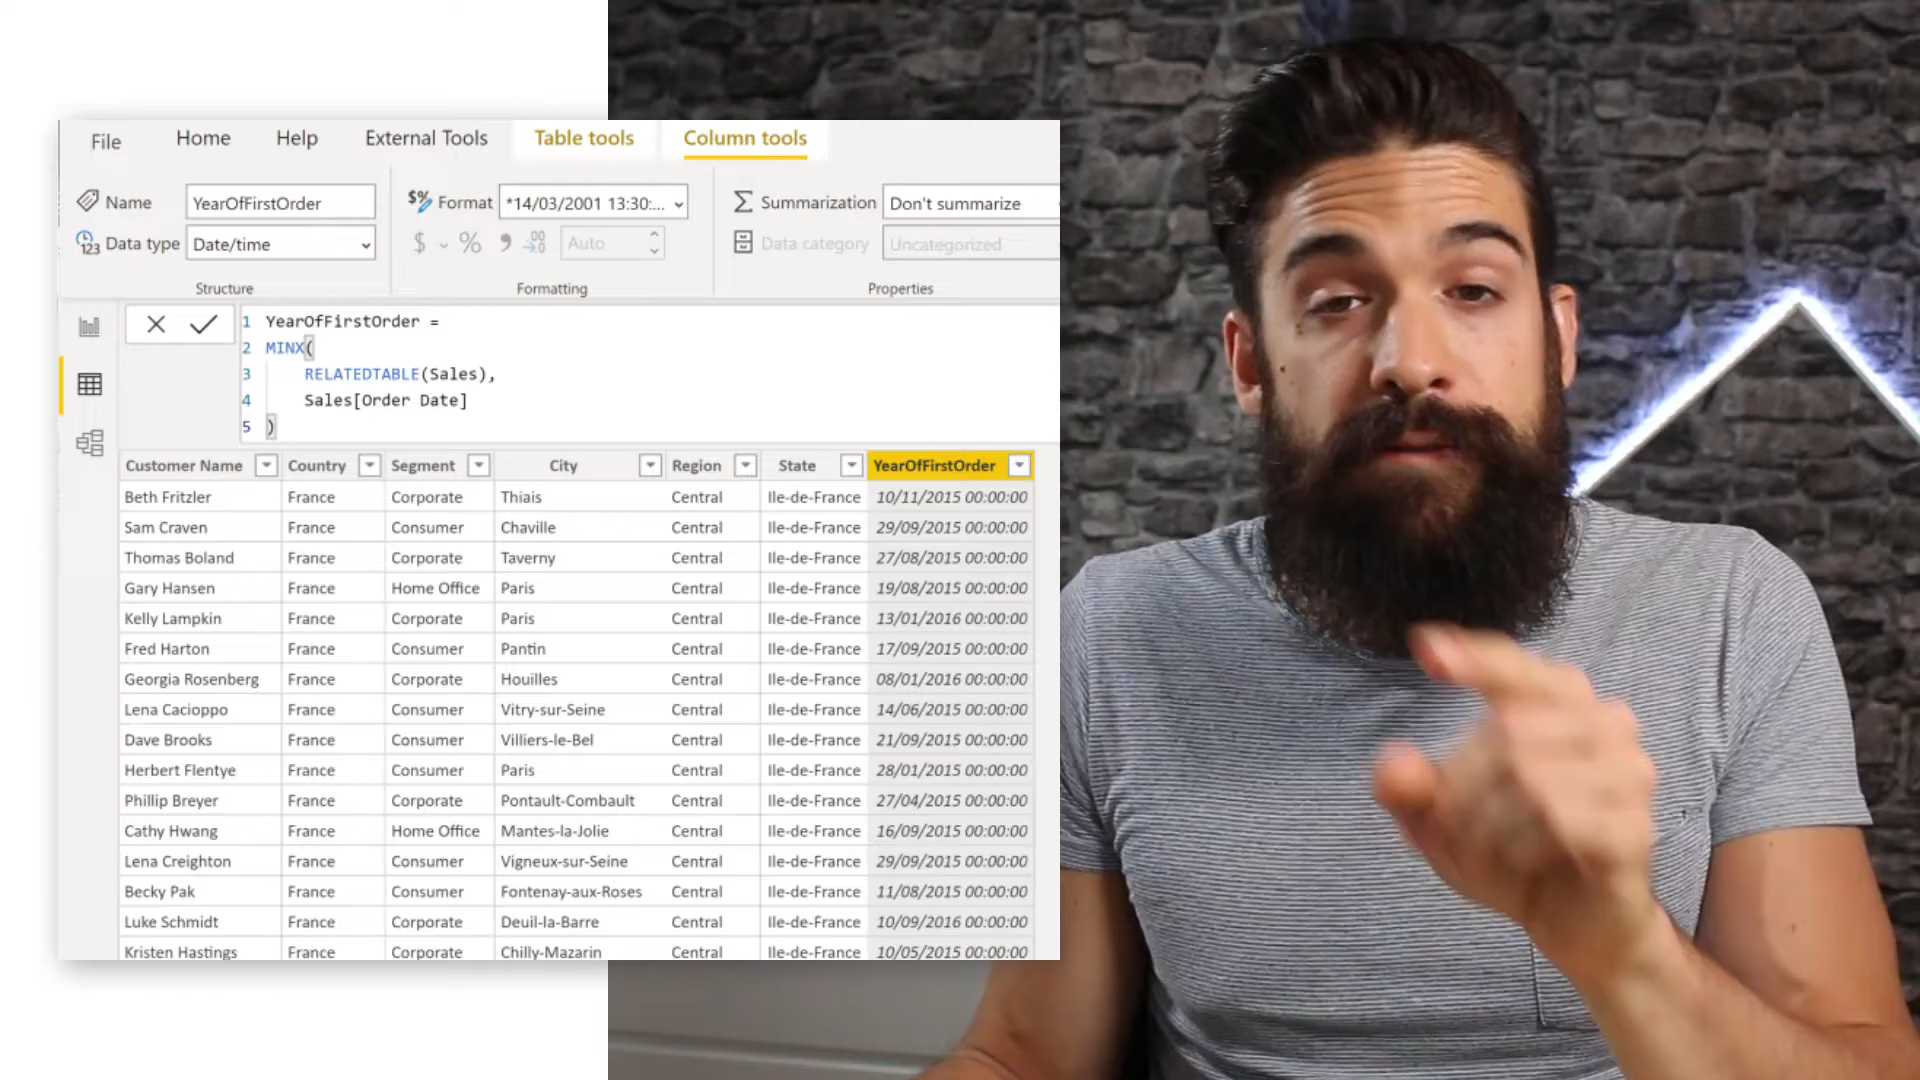 File Home Help External Tools Table tools Column tools
Name YearOfFirstOrder $% Format *14/03/2001 13:30:... Summarization Don't summarize
123 Data type Date/time $ % 9 .00 →.0 Auto Data category Uncategorized
Structure Formatting Properties
1 YearOfFirstOrder =
2 MINX(
3 RELATEDTABLE(Sales),
4 Sales[Order Date]
5 )
Customer Name Country Segment City Region State YearOfFirstOrder
Beth Fritzler France Corporate Thiais Central Ile-de-France 10/11/2015 00:00:00
Sam Craven France Consumer Chaville Central Ile-de-France 29/09/2015 00:00:00
Thomas Boland France Corporate Taverny Central Ile-de-France 27/08/2015 00:00:00
Gary Hansen France Home Office Paris Central Ile-de-France 19/08/2015 00:00:00
Kelly Lampkin France Corporate Paris Central Ile-de-France 13/01/2016 00:00:00
Fred Harton France Consumer Pantin Central Ile-de-France 17/09/2015 00:00:00
Georgia Rosenberg France Corporate Houilles Central Ile-de-France 08/01/2016 00:00:00
Lena Cacioppo France Consumer Vitry-sur-Seine Central Ile-de-France 14/06/2015 00:00:00
Dave Brooks France Consumer Villiers-le-Bel Central Ile-de-France 21/09/2015 00:00:00
Herbert Flentye France Consumer Paris Central Ile-de-France 28/01/2015 00:00:00
Phillip Breyer France Corporate Pontault-Combault Central Ile-de-France 27/04/2015 00:00:00
Cathy Hwang France Home Office Mantes-la-Jolie Central Ile-de-France 16/09/2015 00:00:00
Lena Creighton France Consumer Vigneux-sur-Seine Central Ile-de-France 29/09/2015 00:00:00
Becky Pak France Consumer Fontenay-aux-Roses Central Ile-de-France 11/08/2015 00:00:00
Luke Schmidt France Corporate Deuil-la-Barre Central Ile-de-France 10/09/2016 00:00:00
Kristen Hastings France Corporate Chilly-Mazarin Central Ile-de-France 10/05/2015 00:00:00